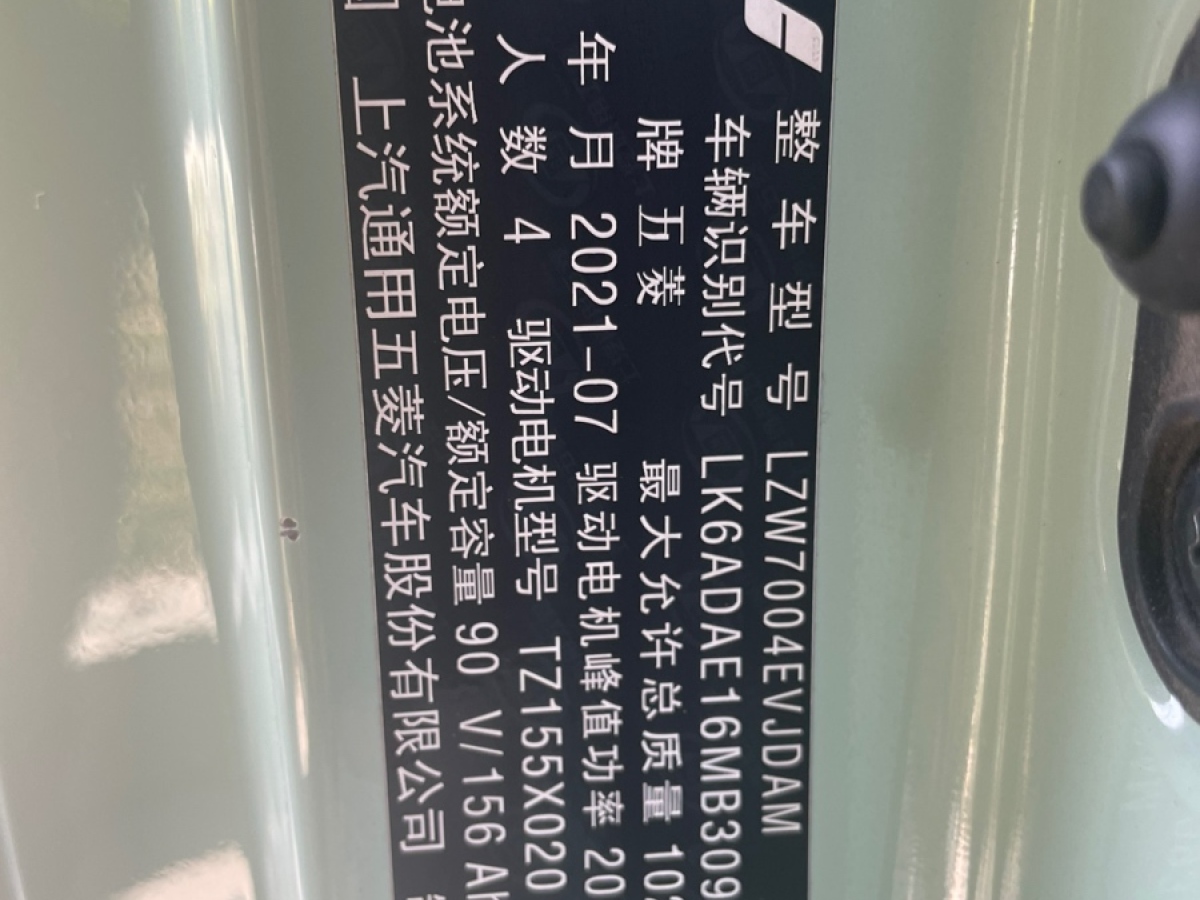 整车型号 LZW7004EVJDAM
车辆识别代号 LK6ADAE16MB309
牌 五菱 最大允许总质量 102
年月 2021-07 驱动电机峰值功率 20
人数 4 驱动电机型号 TZ155X020
电池系统额定电压/额定容量 90 V/156 Ah
上汽通用五菱汽车股份有限公司